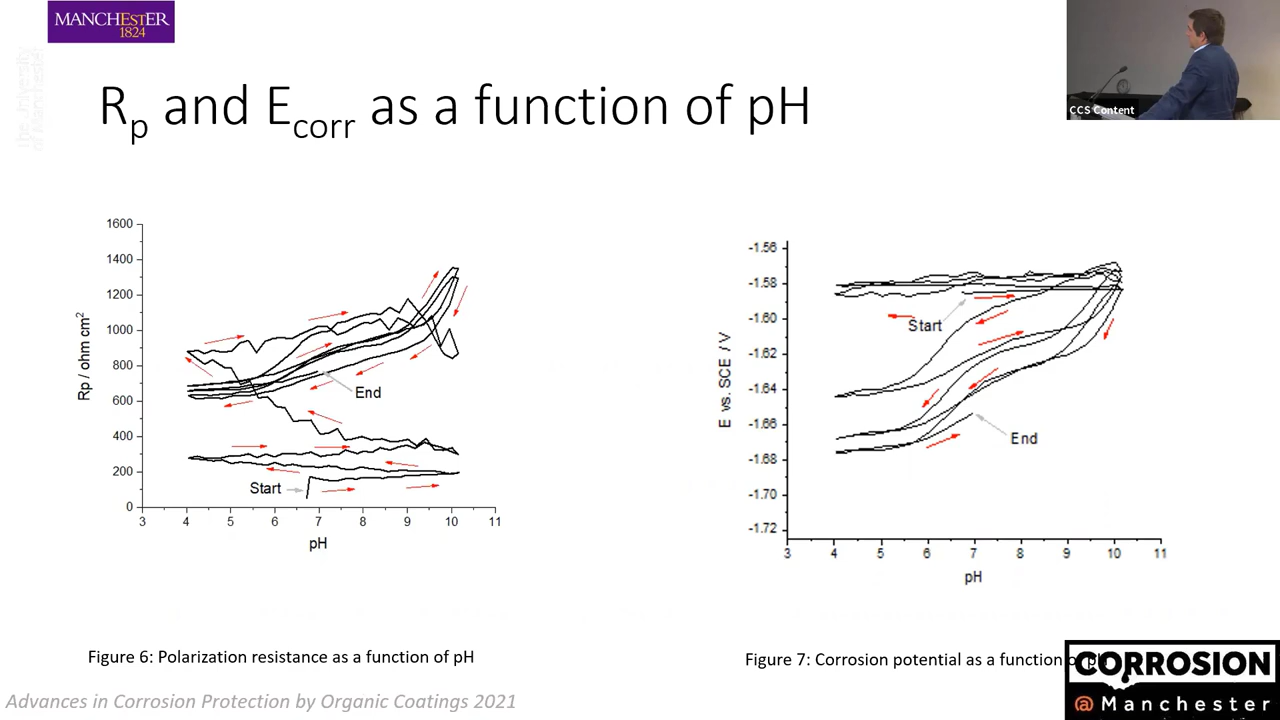 MANCHESTER
1824
The University
of Manchester
Rp and Ecorr as a function of pH
CCS Content
1600
1400
1200
1000
800
600
400
200
0
3 4 5 6 7 8 9 10 11
Rp / ohm cm2
pH
Start
End
-1.56
-1.58
-1.60
-1.62
-1.64
-1.66
-1.68
-1.70
-1.72
3 4 5 6 7 8 9 10 11
E vs. SCE / V
pH
Start
End
Figure 6: Polarization resistance as a function of pH
Figure 7: Corrosion potential as a function of pH
CORROSION
@Manchester
Advances in Corrosion Protection by Organic Coatings 2021